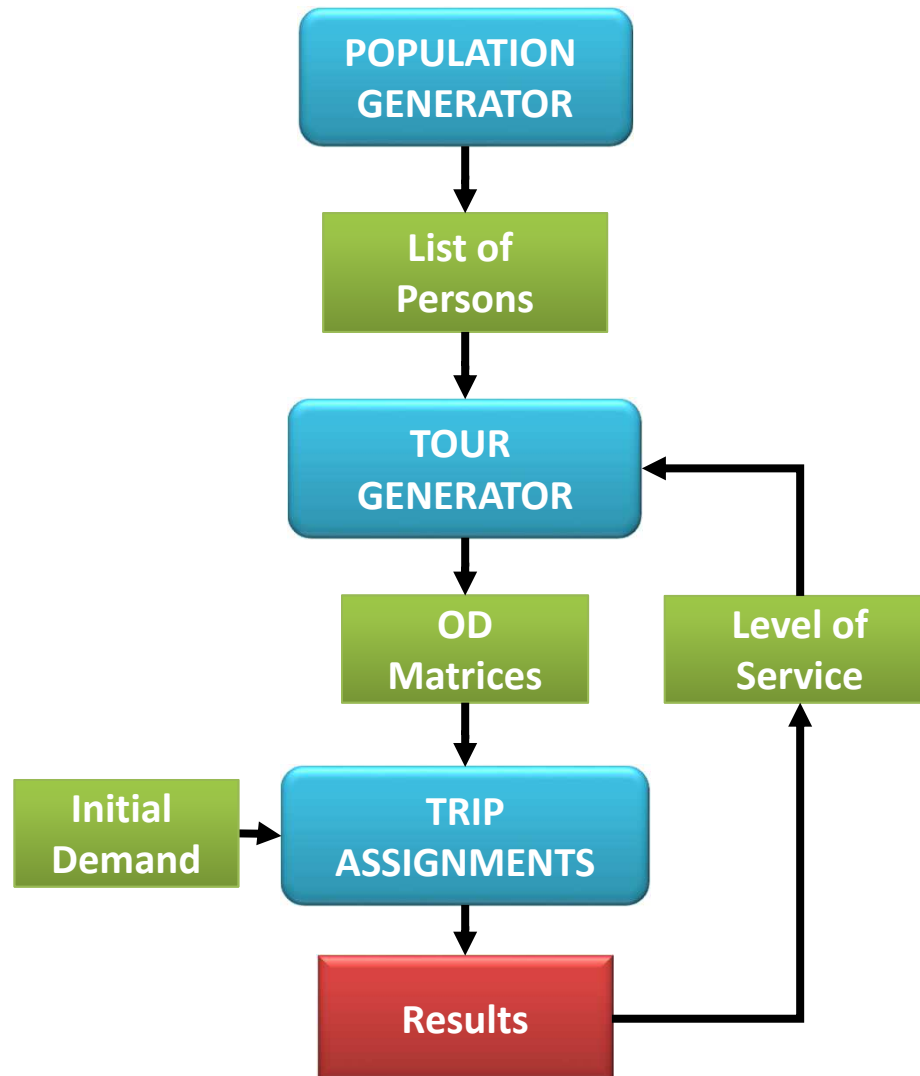 POPULATION
GENERATOR
List of
Persons
TOUR
GENERATOR
OD
Matrices
Level of
Service
Initial
Demand
TRIP
ASSIGNMENTS
Results